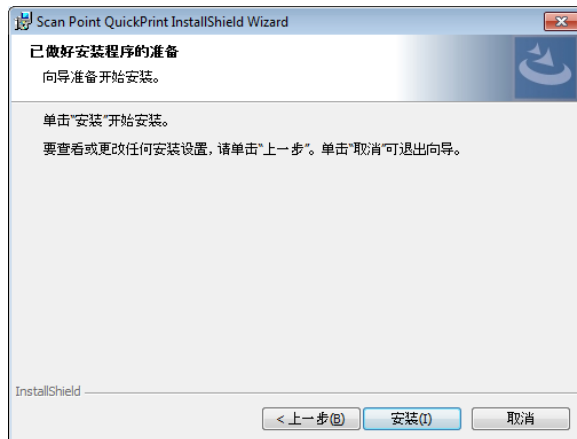 Scan Point QuickPrint InstallShield Wizard
已做好安装程序的准备
向导准备开始安装。
单击“安装”开始安装。
要查看或更改任何安装设置,请单击“上一步”。单击“取消”可退出向导。
InstallShield
< 上一步(B)
安装(I)
取消